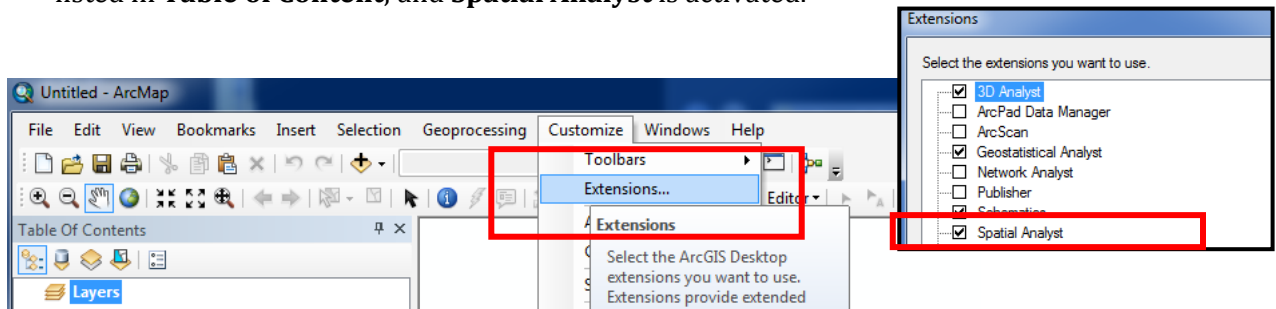 listed in Table of Content, and Spatial Analyst is activated.
Untitled - ArcMap
File Edit View Bookmarks Insert Selection Geoprocessing Customize Windows Help
Toolbars
Extensions...
Editor
Extensions
Select the ArcGIS Desktop
extensions you want to use.
Extensions provide extended
Table Of Contents
Layers
Extensions
Select the extensions you want to use.
3D Analyst
ArcPad Data Manager
ArcScan
Geostatistical Analyst
Network Analyst
Publisher
Schematics
Spatial Analyst